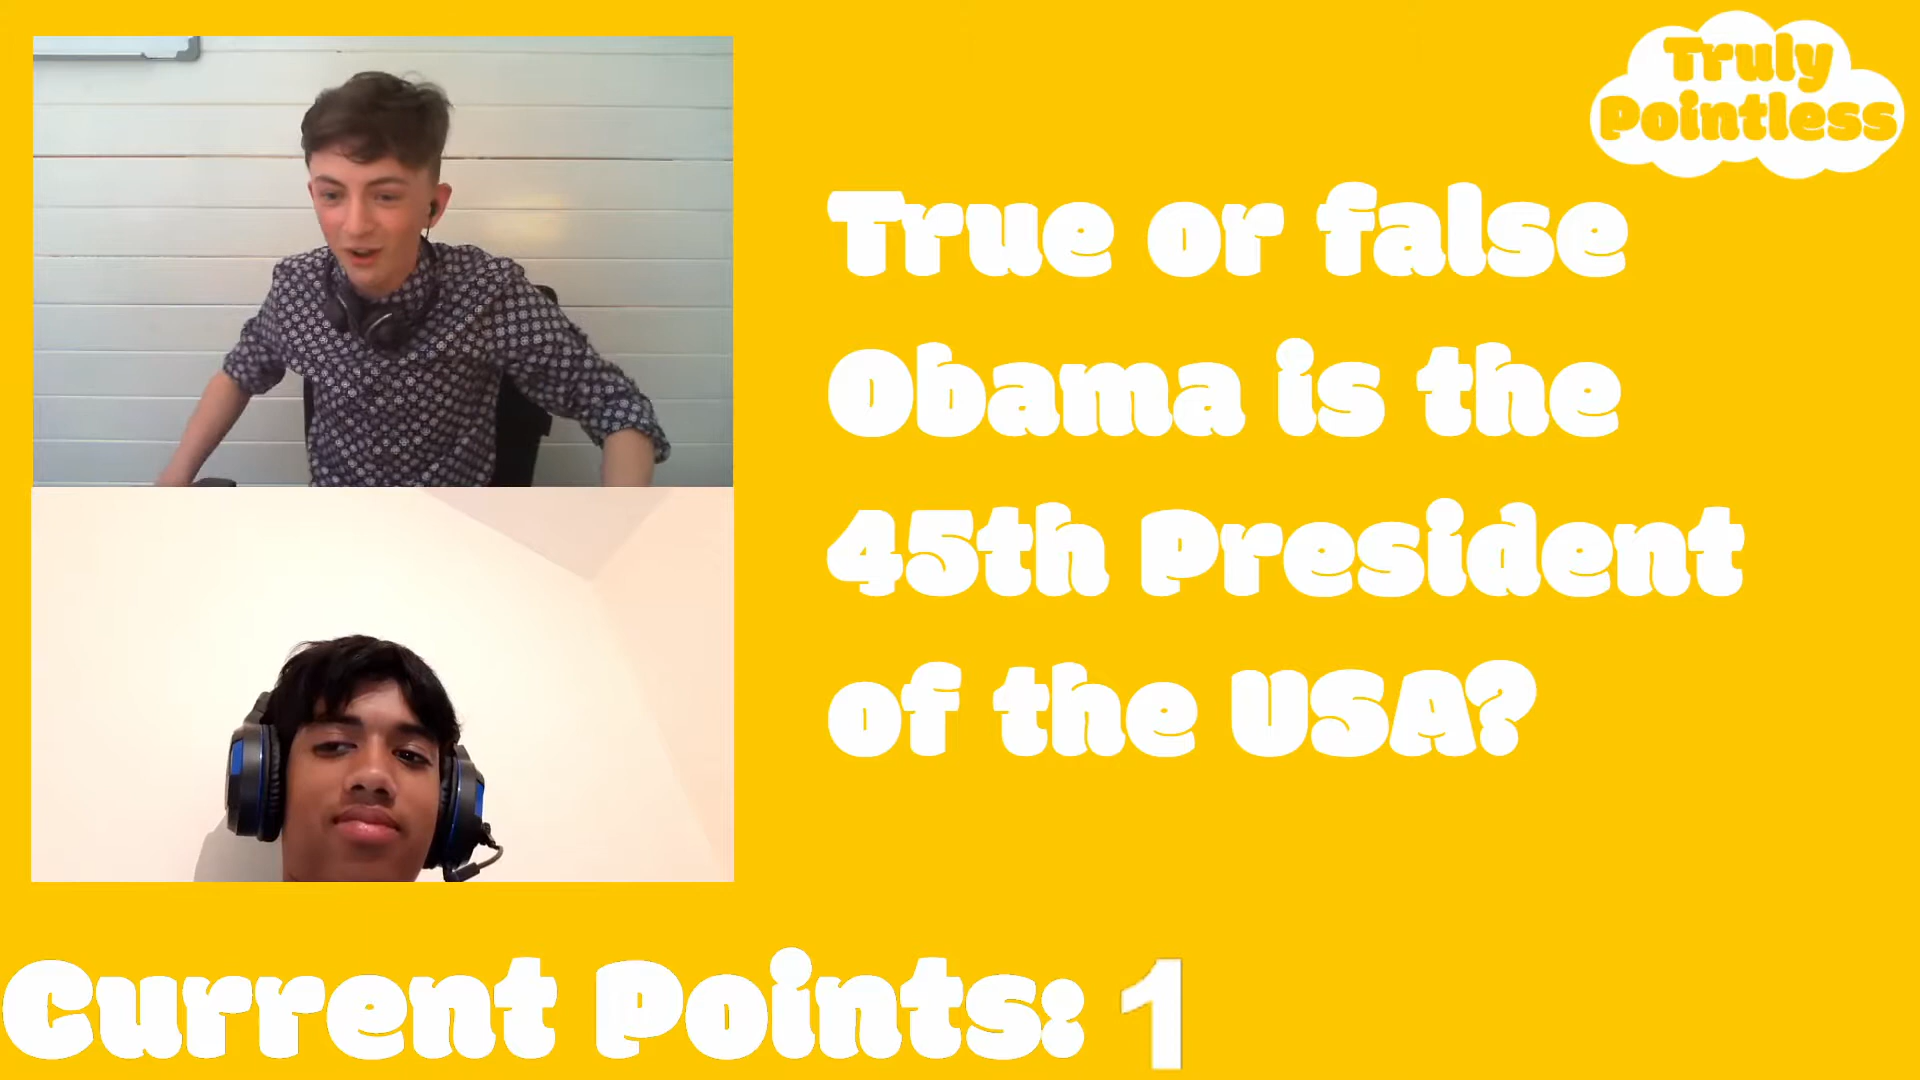 Truly
Pointless
True or false
Obama is the
45th President
of the USA?
Current Points: 1